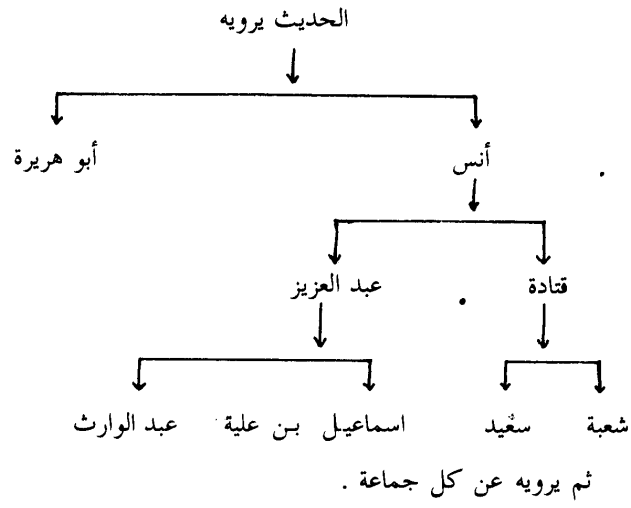 الحديث يرويه
أنس أبو هريرة
قتادة عبد العزيز
شعبة سعيد اسماعيل بن علية عبد الوارث
ثم يرويه عن كل جماعة .